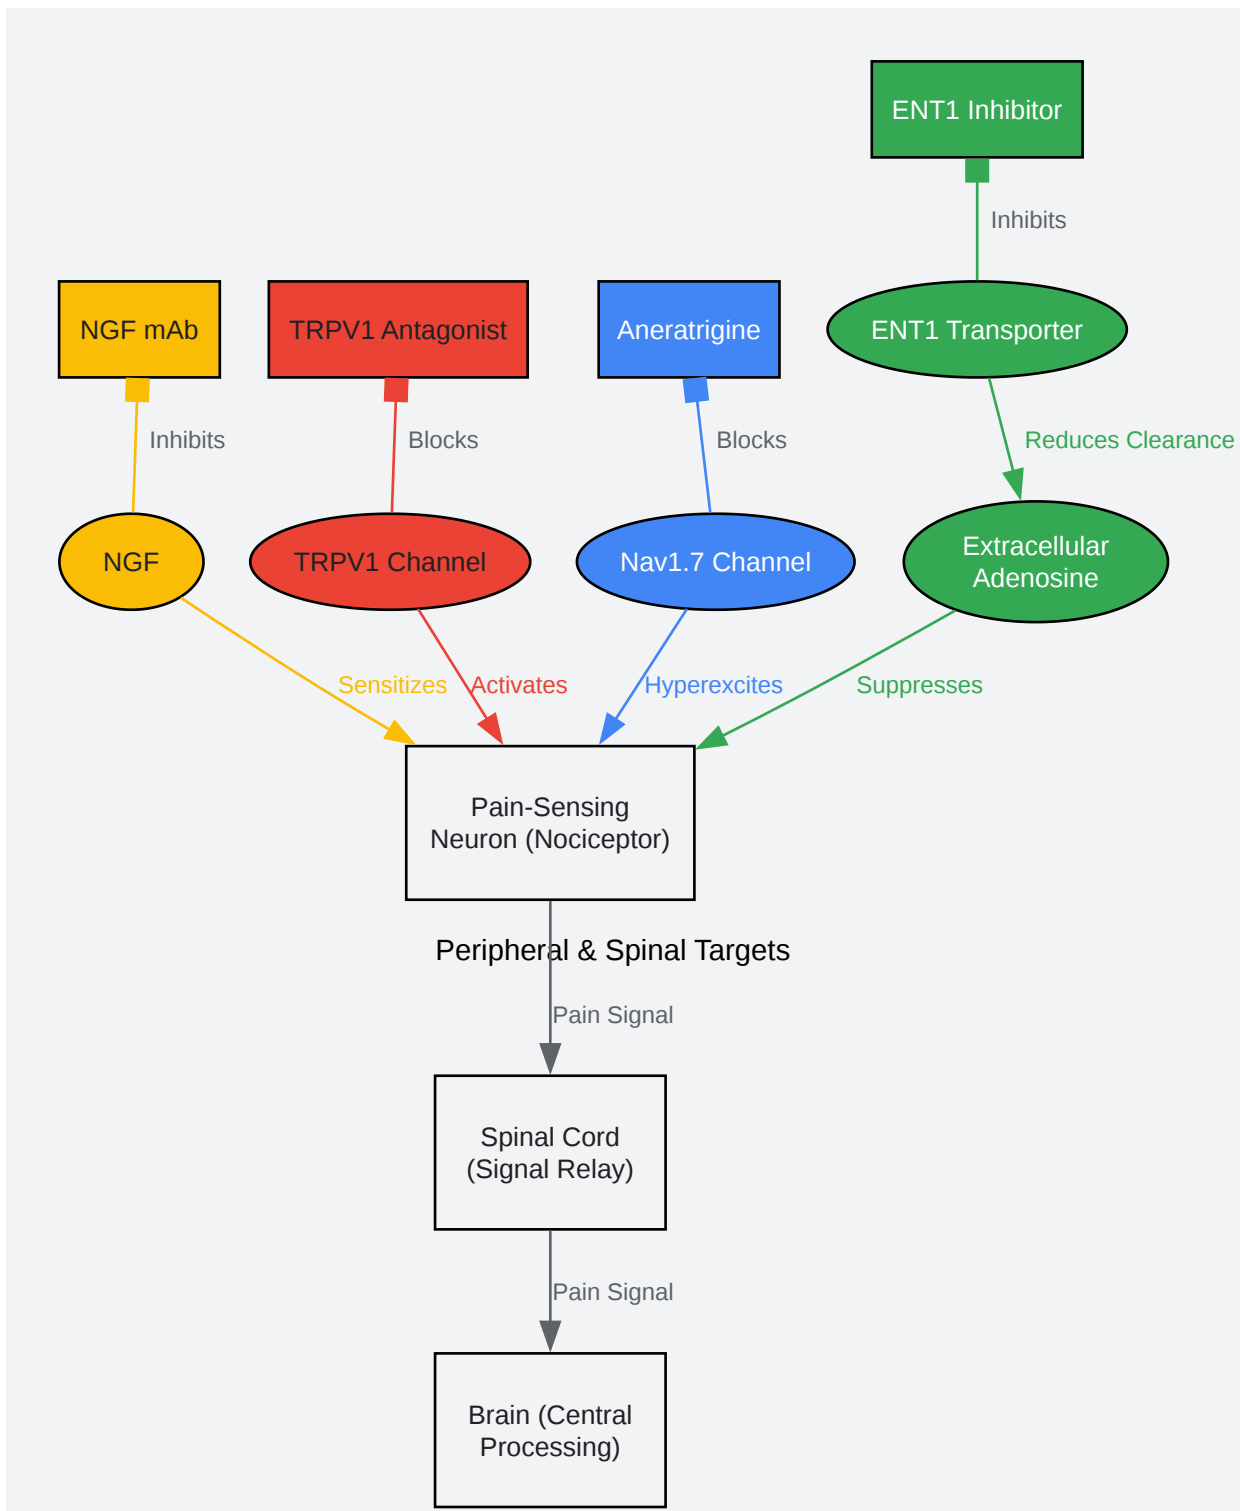 ENT1 Inhibitor
Inhibits
NGF mAb
TRPV1 Antagonist
Aneratrigine
ENT1 Transporter
Inhibits
Blocks
Blocks
Reduces Clearance
NGF
TRPV1 Channel
Nav1.7 Channel
Extracellular
Adenosine
Sensitizes
Activates
Hyperexcites
Suppresses
Pain-Sensing
Neuron (Nociceptor)
Peripheral & Spinal Targets
Pain Signal
Spinal Cord
(Signal Relay)
Pain Signal
Brain (Central
Processing)